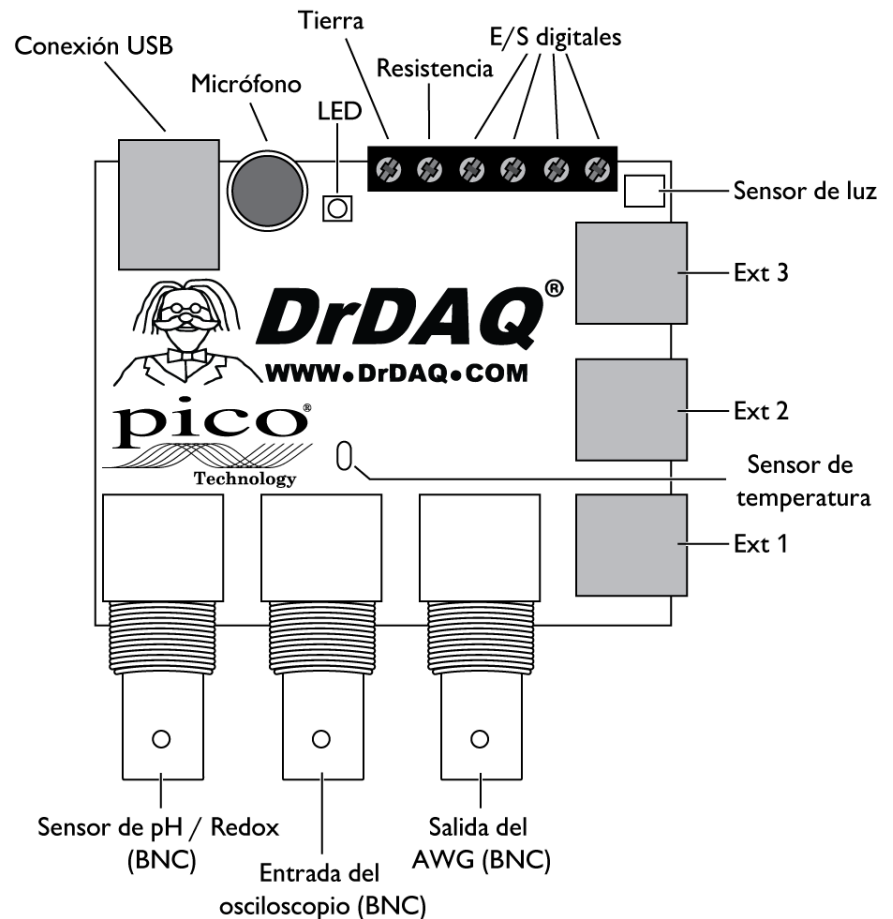 Tierra
E/S digitales
Conexión USB
Resistencia
Micrófono
LED
Sensor de luz
Ext 3
DrDAQ®
WWW•DrDAQ•COM
pico®
Technology
Ext 2
Sensor de
temperatura
Ext 1
Sensor de pH / Redox
(BNC)
Entrada del
osciloscopio (BNC)
Salida del
AWG (BNC)